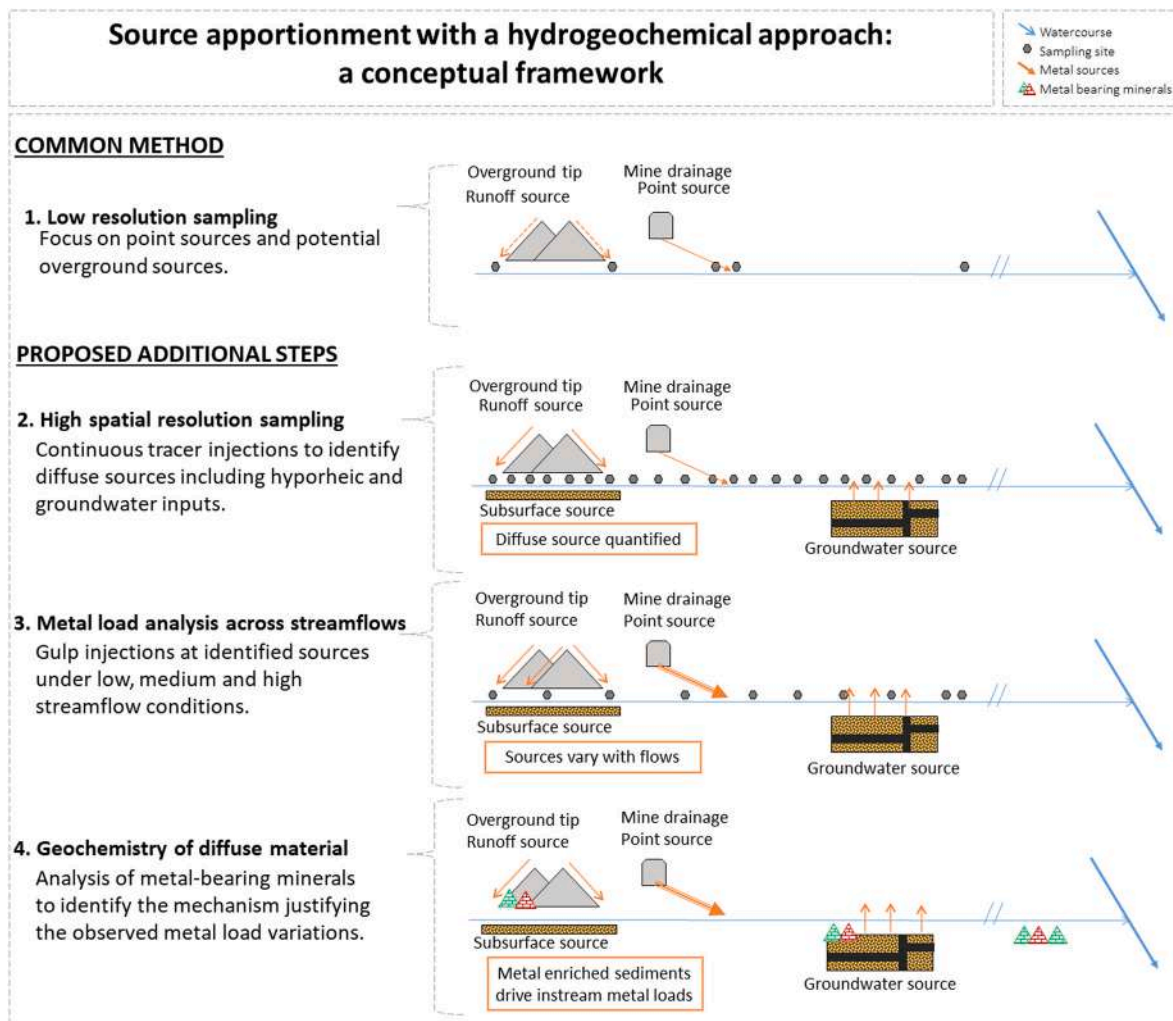 Source apportionment with a hydrogeochemical approach:
a conceptual framework
Watercourse
Sampling site
Metal sources
Metal bearing minerals
COMMON METHOD
1. Low resolution sampling
Focus on point sources and potential
overground sources.
Overground tip
Runoff source
Mine drainage
Point source
PROPOSED ADDITIONAL STEPS
2. High spatial resolution sampling
Continuous tracer injections to identify
diffuse sources including hyporheic and
groundwater inputs.
Overground tip
Runoff source
Mine drainage
Point source
Subsurface source
Diffuse source quantified
Groundwater source
3. Metal load analysis across streamflows
Gulp injections at identified sources
under low, medium and high
streamflow conditions.
Overground tip
Runoff source
Mine drainage
Point source
Subsurface source
Sources vary with flows
Groundwater source
4. Geochemistry of diffuse material
Analysis of metal-bearing minerals
to identify the mechanism justifying
the observed metal load variations.
Overground tip
Runoff source
Mine drainage
Point source
Subsurface source
Metal enriched sediments
drive instream metal loads
Groundwater source